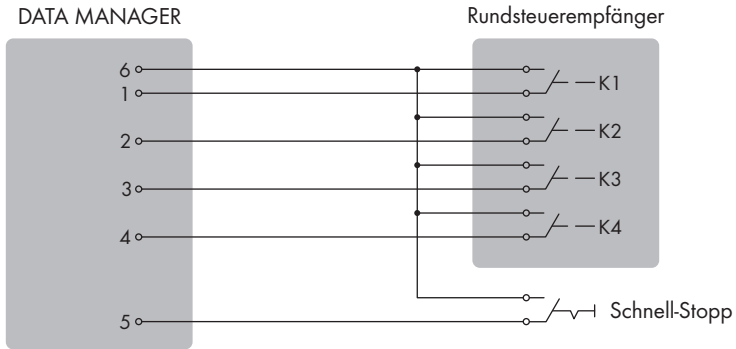 DATA MANAGER
Rundsteuerempfänger
6
1
K1
2
K2
3
K3
4
K4
5
Schnell-Stopp